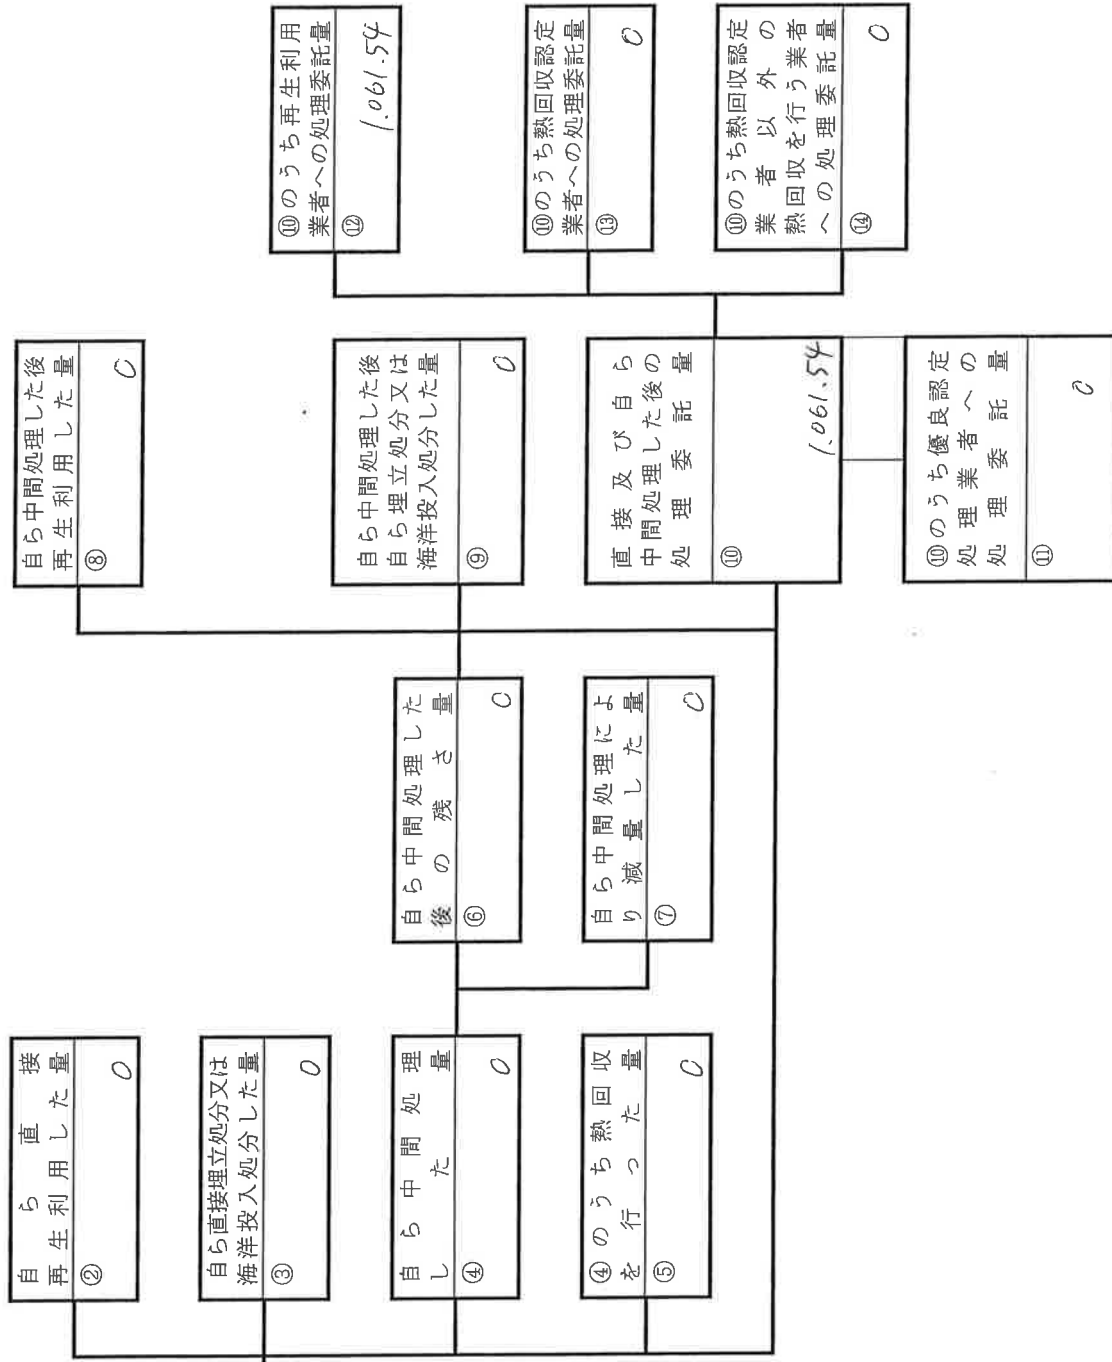 自ら直接
再生利用した量
②
0
自ら直接埋立処分又は
海洋投入処分した量
③
0
自ら中間処理
した量
④
0
④のうち熱回収
を行った量
⑤
0
自ら中間処理した
後の残さ量
⑥
0
自ら中間処理によ
り減量した量
⑦
0
自ら中間処理した後
再生利用した量
⑧
0
自ら中間処理した後
自ら埋立処分又は
海洋投入処分した量
⑨
0
直接及び自ら
中間処理した後の
処理委託量
⑩
1.061.54
⑩のうち優良認定
処理業者への
処理委託量
⑪
0
⑩のうち再生利用
業者への処理委託量
⑫
1.061.54
⑩のうち熱回収認定
業者への処理委託量
⑬
0
⑩のうち熱回収認定
業者以外の
熱回収を行う業者
への処理委託量
⑭
0